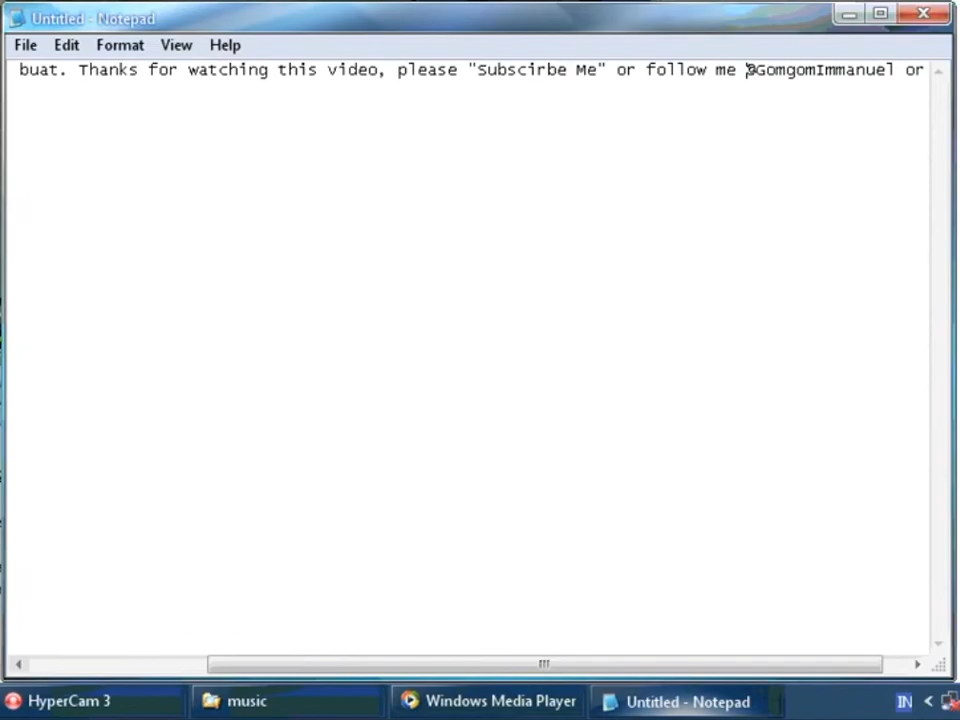 Untitled - Notepad
File Edit Format View Help
buat. Thanks for watching this video, please "Subscirbe Me" or follow me @GomgomImmanuel or
HyperCam 3 music Windows Media Player Untitled - Notepad IN <